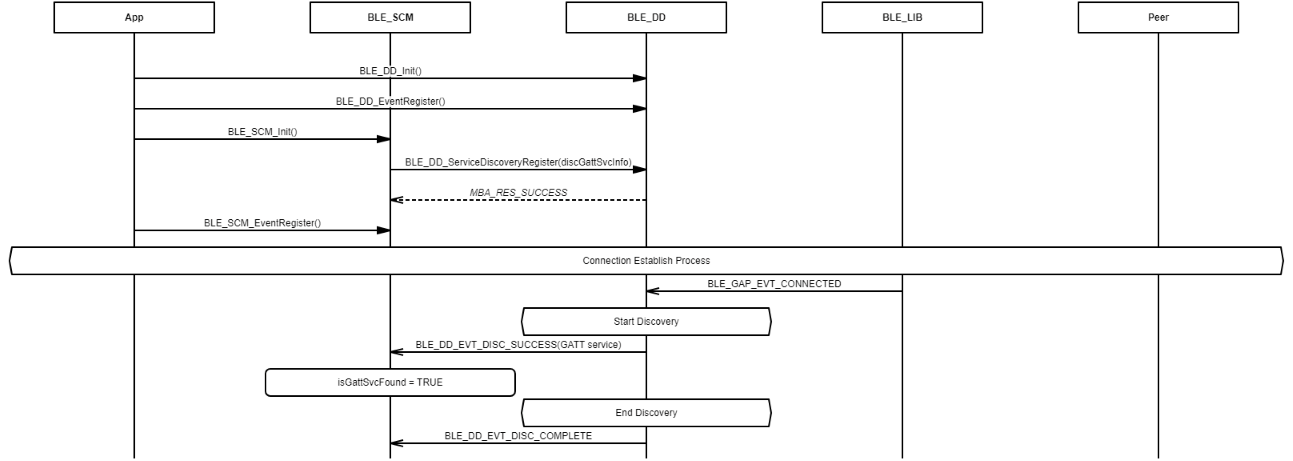 App
BLE_SCM
BLE_DD
BLE_LIB
Peer
BLE_DD_Init()
BLE_DD_EventRegister()
BLE_SCM_Init()
BLE_DD_ServiceDiscoveryRegister(discGattSvcInfo)
MBA_RES_SUCCESS
BLE_SCM_EventRegister()
Connection Establish Process
BLE_GAP_EVT_CONNECTED
Start Discovery
BLE_DD_EVT_DISC_SUCCESS(GATT service)
isGattSvcFound = TRUE
End Discovery
BLE_DD_EVT_DISC_COMPLETE